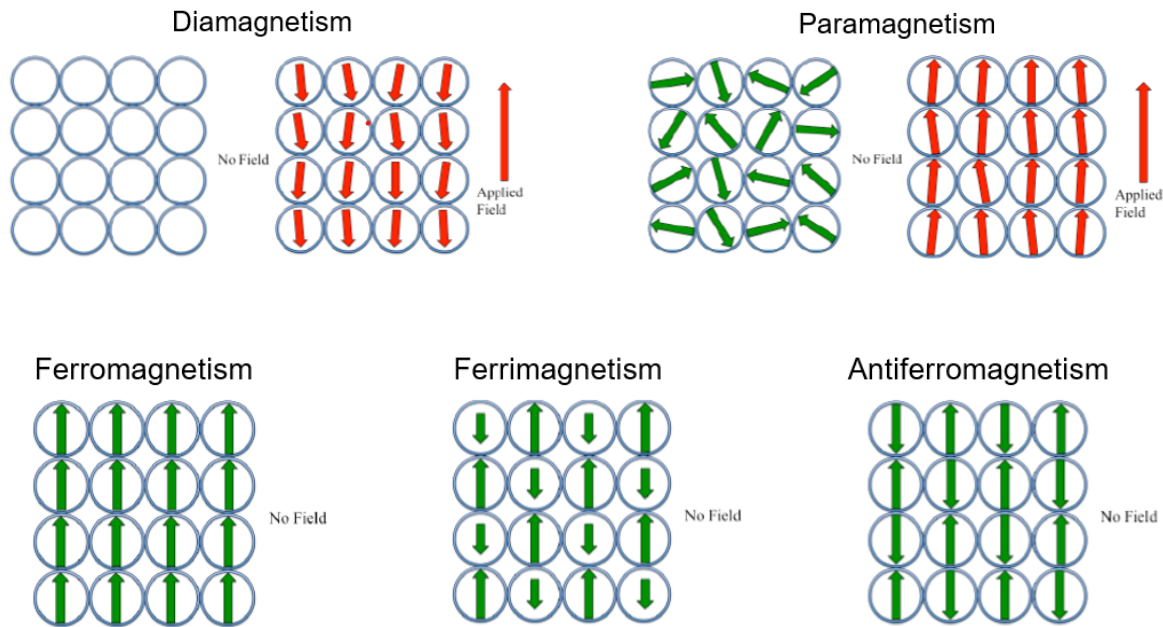 Diamagnetism
Paramagnetism
No Field
Applied
Field
No Field
Applied
Field
Ferromagnetism
Ferrimagnetism
Antiferromagnetism
No Field
No Field
No Field